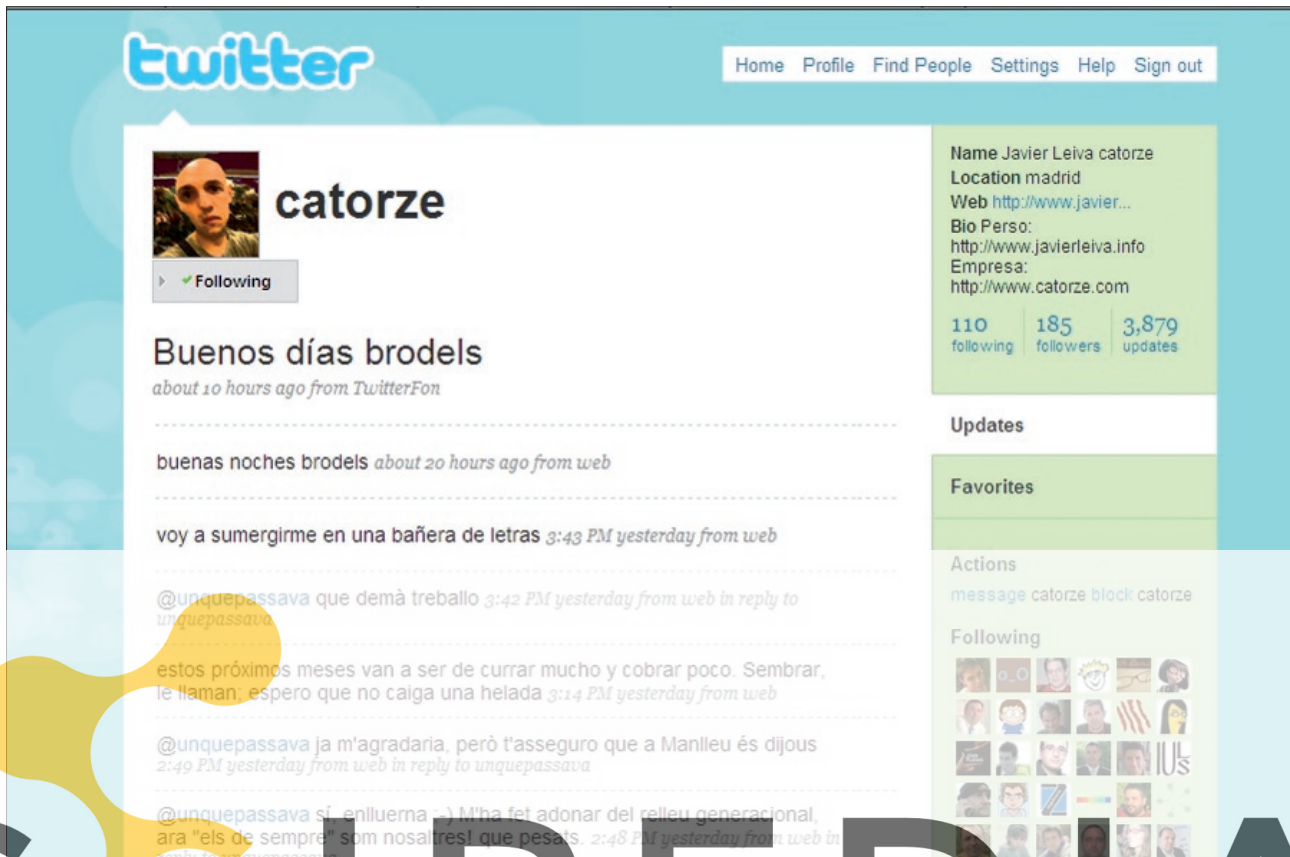 twitter
Home Profile Find People Settings Help Sign out
catorze
Following
Buenos días brodels
about 10 hours ago from TwitterFon
buenas noches brodels about 20 hours ago from web
voy a sumergirme en una bañera de letras 3:43 PM yesterday from web
@unquepassava que demà treballo 3:42 PM yesterday from web in reply to
unquepassava
estos próximos meses van a ser de currar mucho y cobrar poco. Sembrar,
le llaman; espero que no caiga una helada 3:14 PM yesterday from web
@unquepassava ja m'agradaria, però t'asseguro que a Manlleu és dijous
2:49 PM yesterday from web in reply to unquepassava
@unquepassava sí, enlluerna ;-) M'ha fet adonar del relleu generacional,
ara "els de sempre" som nosaltres! que pesats. 2:48 PM yesterday from web in
reply to unquepassava
Name Javier Leiva catorze
Location madrid
Web http://www.javier...
Bio Perso:
http://www.javierleiva.info
Empresa:
http://www.catorze.com
110 185 3,879
following followers updates
Updates
Favorites
Actions
message catorze block catorze
Following